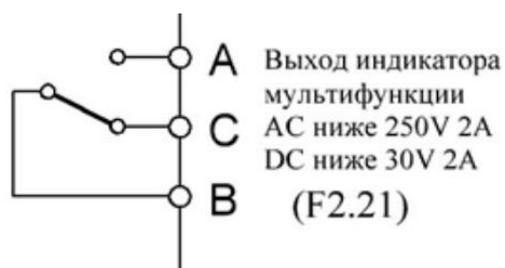 A
Выход индикатора
мультифункции
C
AC ниже 250V 2A
DC ниже 30V 2A
B
(F2.21)